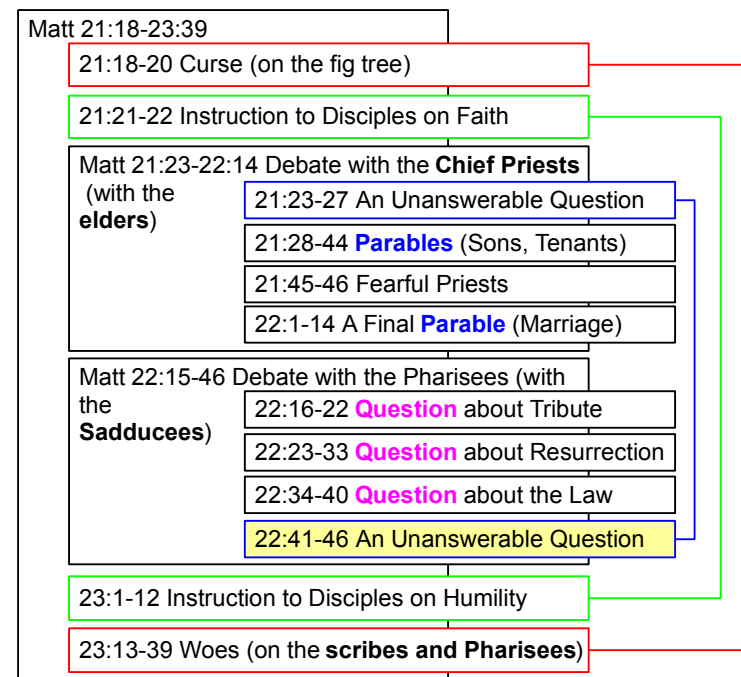 Matt 21:18-23:39
21:18-20 Curse (on the fig tree)
21:21-22 Instruction to Disciples on Faith
Matt 21:23-22:14 Debate with the Chief Priests
(with the
elders)
21:23-27 An Unanswerable Question
21:28-44 Parables (Sons, Tenants)
21:45-46 Fearful Priests
22:1-14 A Final Parable (Marriage)
Matt 22:15-46 Debate with the Pharisees (with
the
Sadducees)
22:16-22 Question about Tribute
22:23-33 Question about Resurrection
22:34-40 Question about the Law
22:41-46 An Unanswerable Question
23:1-12 Instruction to Disciples on Humility
23:13-39 Woes (on the scribes and Pharisees)